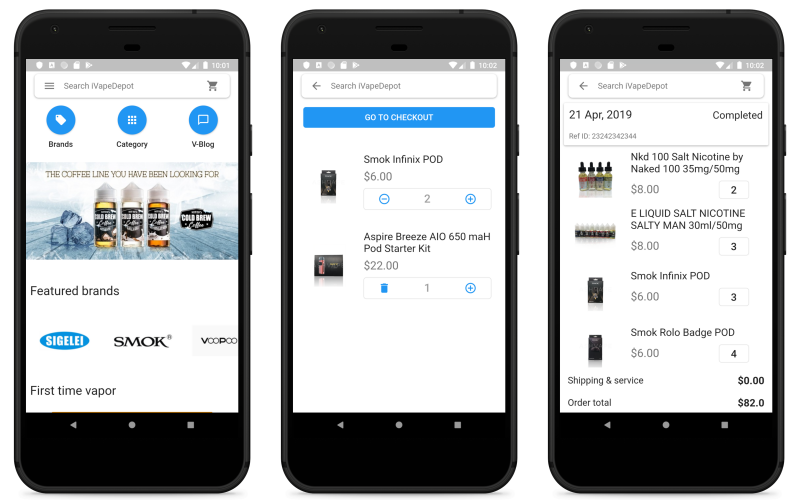 10:01
Search iVapeDepot
Brands
Category
V-Blog
THE COFFEE LINE YOU HAVE BEEN LOOKING FOR
COLD BREW
COLD BREW
COLD BREW
COLD BREW
Coffee
Featured brands
SIGELEI
SMOK®
VOOPOO
First time vapor
10:02
Search iVapeDepot
GO TO CHECKOUT
Smok Infinix POD
$6.00
2
Aspire Breeze AIO 650 maH
Pod Starter Kit
$22.00
1
10:02
Search iVapeDepot
21 Apr, 2019
Completed
Ref ID: 23242342344
Nkd 100 Salt Nicotine by
Naked 100 35mg/50mg
$8.00
2
E LIQUID SALT NICOTINE
SALTY MAN 30ml/50mg
$8.00
3
Smok Infinix POD
$6.00
3
Smok Rolo Badge POD
$6.00
4
Shipping & service
$0.00
Order total
$82.0